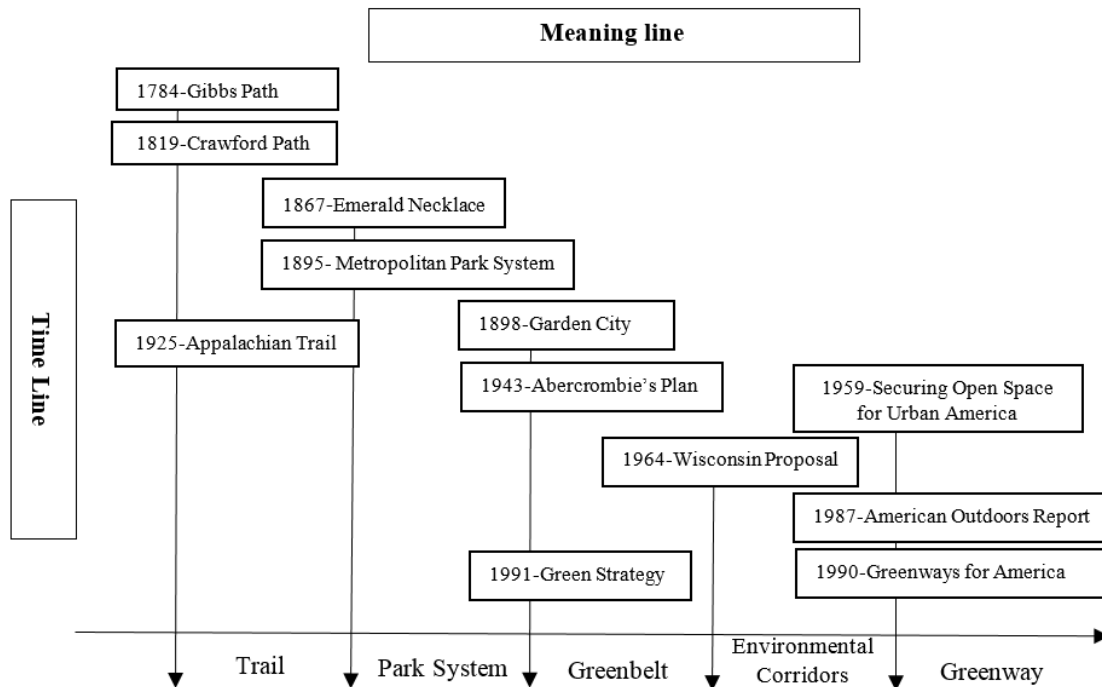 Meaning line
1784-Gibbs Path
1819-Crawford Path
1867-Emerald Necklace
1895- Metropolitan Park System
Time Line
1898-Garden City
1925-Appalachian Trail
1943-Abercrombie’s Plan
1959-Securing Open Space
for Urban America
1964-Wisconsin Proposal
1987-American Outdoors Report
1991-Green Strategy
1990-Greenways for America
Trail
Park System
Greenbelt
Environmental
Corridors
Greenway